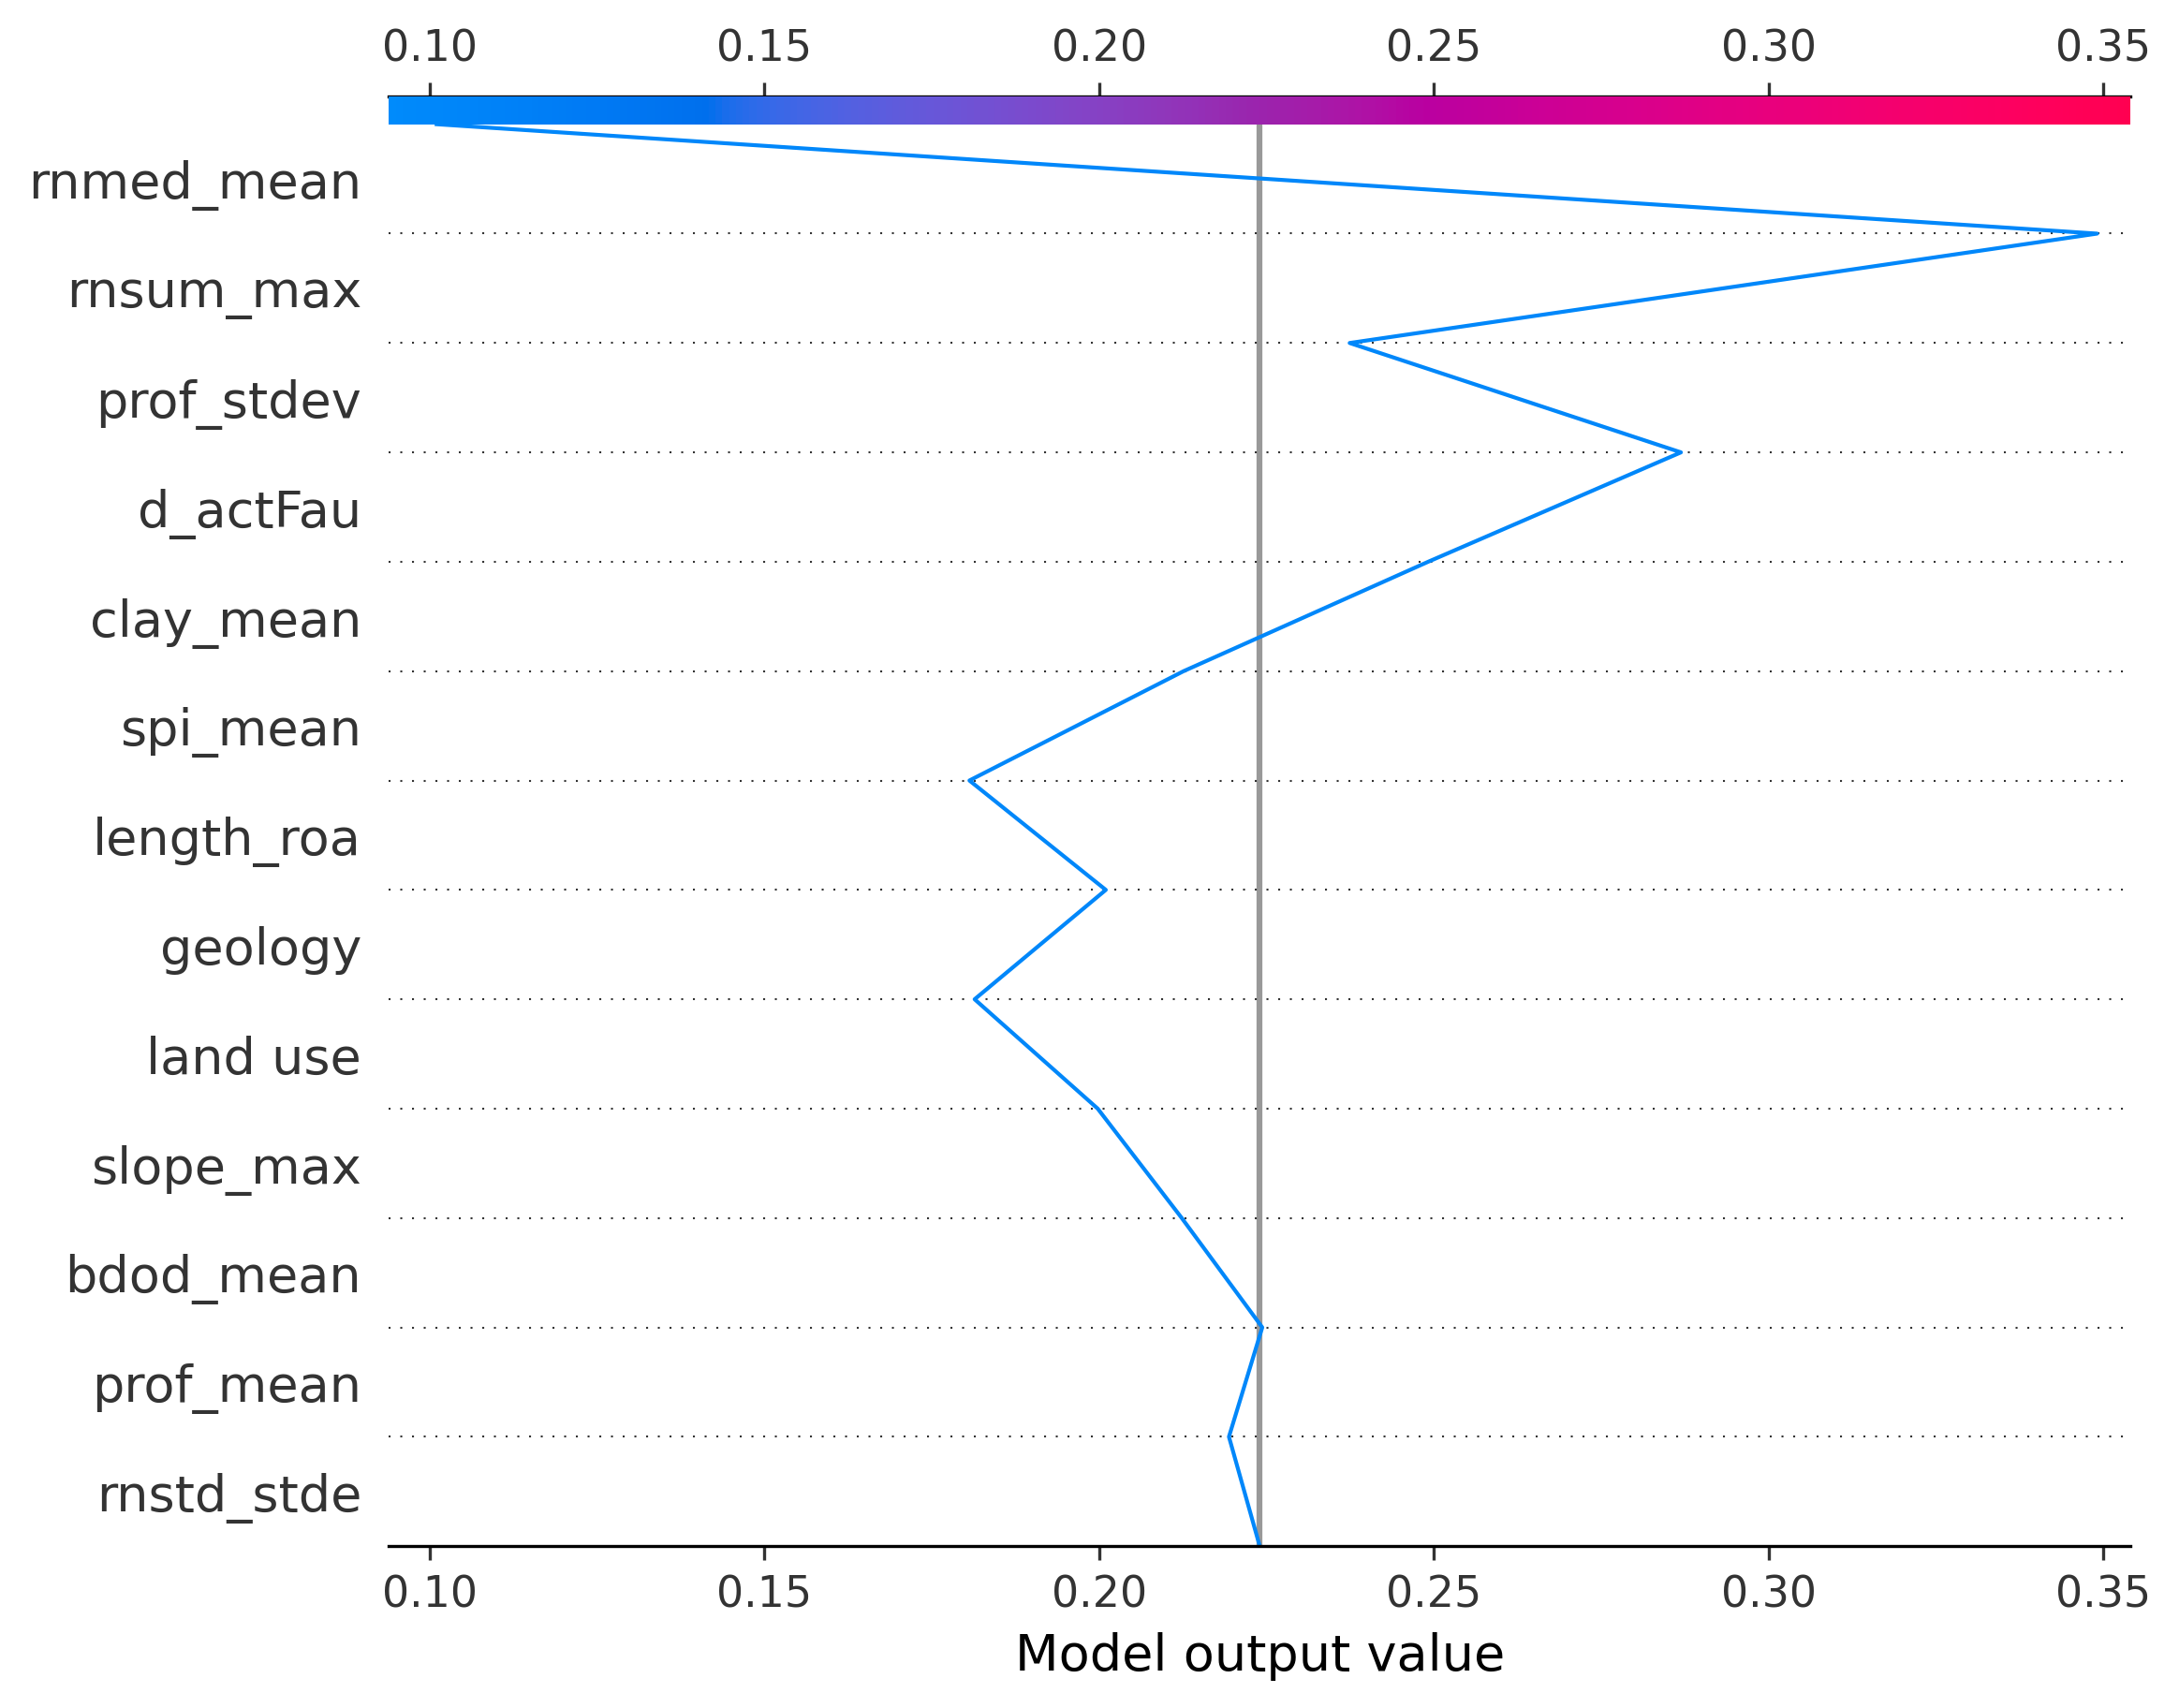 0.10 0.15 0.20 0.25 0.30 0.35
rnmed_mean
rnsum_max
prof_stdev
d_actFau
clay_mean
spi_mean
length_roa
geology
land use
slope_max
bdod_mean
prof_mean
rnstd_stde
0.10 0.15 0.20 0.25 0.30 0.35
Model output value